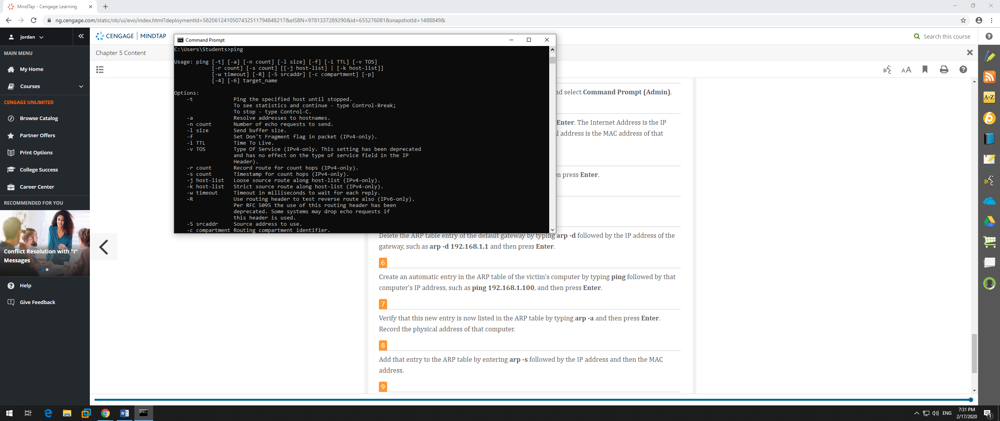 MindTap - Cengage Learning
ng.cengage.com/static/nb/ui/evo/index.html?deploymentId=5820612410507432511794848217&eISBN=9781337289290&id=655276081&snapshotId=1488849&
jordan
CENGAGE | MINDTAP
Search this course
MAIN MENU
My Home
Courses
CENGAGE UNLIMITED
Browse Catalog
Partner Offers
Print Options
College Success
Career Center
RECOMMENDED FOR YOU
Conflict Resolution with "I"
Messages
Help
Give Feedback
Chapter 5 Content
Command Prompt
C:\Users\Students>ping
Usage: ping [-t] [-a] [-n count] [-l size] [-f] [-i TTL] [-v TOS]
[-r count] [-s count] [[-j host-list] | [-k host-list]]
[-w timeout] [-R] [-S srcaddr] [-c compartment] [-p]
[-4] [-6] target_name
Options:
-t Ping the specified host until stopped.
To see statistics and continue - type Control-Break;
To stop - type Control-C.
-a Resolve addresses to hostnames.
-n count Number of echo requests to send.
-l size Send buffer size.
-f Set Don't Fragment flag in packet (IPv4-only).
-i TTL Time To Live.
-v TOS Type Of Service (IPv4-only. This setting has been deprecated
and has no effect on the type of service field in the IP
Header).
-r count Record route for count hops (IPv4-only).
-s count Timestamp for count hops (IPv4-only).
-j host-list Loose source route along host-list (IPv4-only).
-k host-list Strict source route along host-list (IPv4-only).
-w timeout Timeout in milliseconds to wait for each reply.
-R Use routing header to test reverse route also (IPv6-only).
Per RFC 5095 the use of this routing header has been
deprecated. Some systems may drop echo requests if
this header is used.
-S srcaddr Source address to use.
-c compartment Routing compartment identifier.
AA
nd select Command Prompt (Admin).
Enter. The Internet Address is the IP
l address is the MAC address of that
en press Enter.
Delete the ARP table entry of the default gateway by typing arp -d followed by the IP address of the
gateway, such as arp -d 192.168.1.1 and then press Enter.
6
Create an automatic entry in the ARP table of the victim's computer by typing ping followed by that
computer's IP address, such as ping 192.168.1.100, and then press Enter.
7
Verify that this new entry is now listed in the ARP table by typing arp -a and then press Enter.
Record the physical address of that computer.
8
Add that entry to the ARP table by entering arp -s followed by the IP address and then the MAC
address.
9
A-Z
ENG
7:31 PM
2/17/2020
1